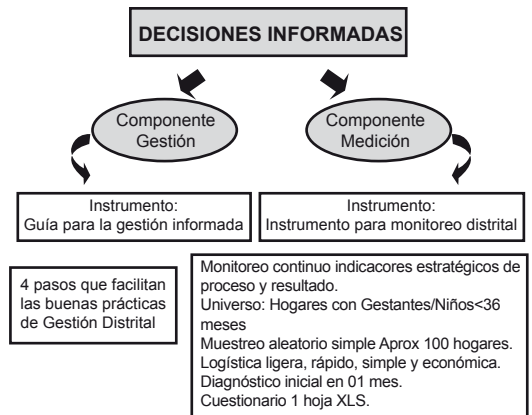 DECISIONES INFORMADAS
Componente
Gestión
Componente
Medición
Instrumento:
Guía para la gestión informada
Instrumento:
Instrumento para monitoreo distrital
4 pasos que facilitan
las buenas prácticas
de Gestión Distrital
Monitoreo continuo indicacores estratégicos de
proceso y resultado.
Universo: Hogares con Gestantes/Niños<36
meses
Muestreo aleatorio simple Aprox 100 hogares.
Logística ligera, rápido, simple y económica.
Diagnóstico inicial en 01 mes.
Cuestionario 1 hoja XLS.